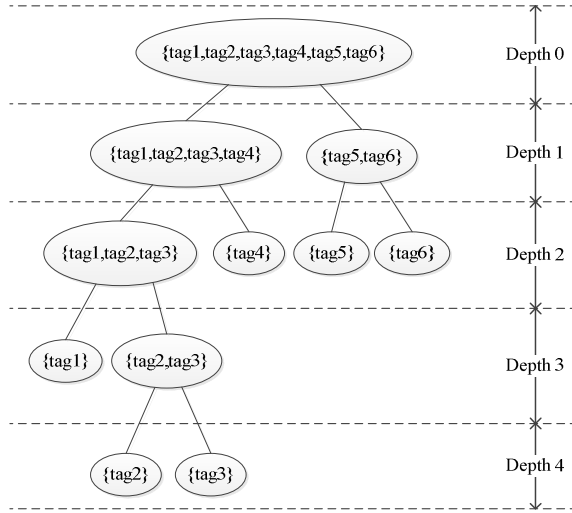 {tag1,tag2,tag3,tag4,tag5,tag6}
Depth 0
{tag1,tag2,tag3,tag4}
{tag5,tag6}
Depth 1
{tag1,tag2,tag3}
{tag4}
{tag5}
{tag6}
Depth 2
{tag1}
{tag2,tag3}
Depth 3
{tag2}
{tag3}
Depth 4